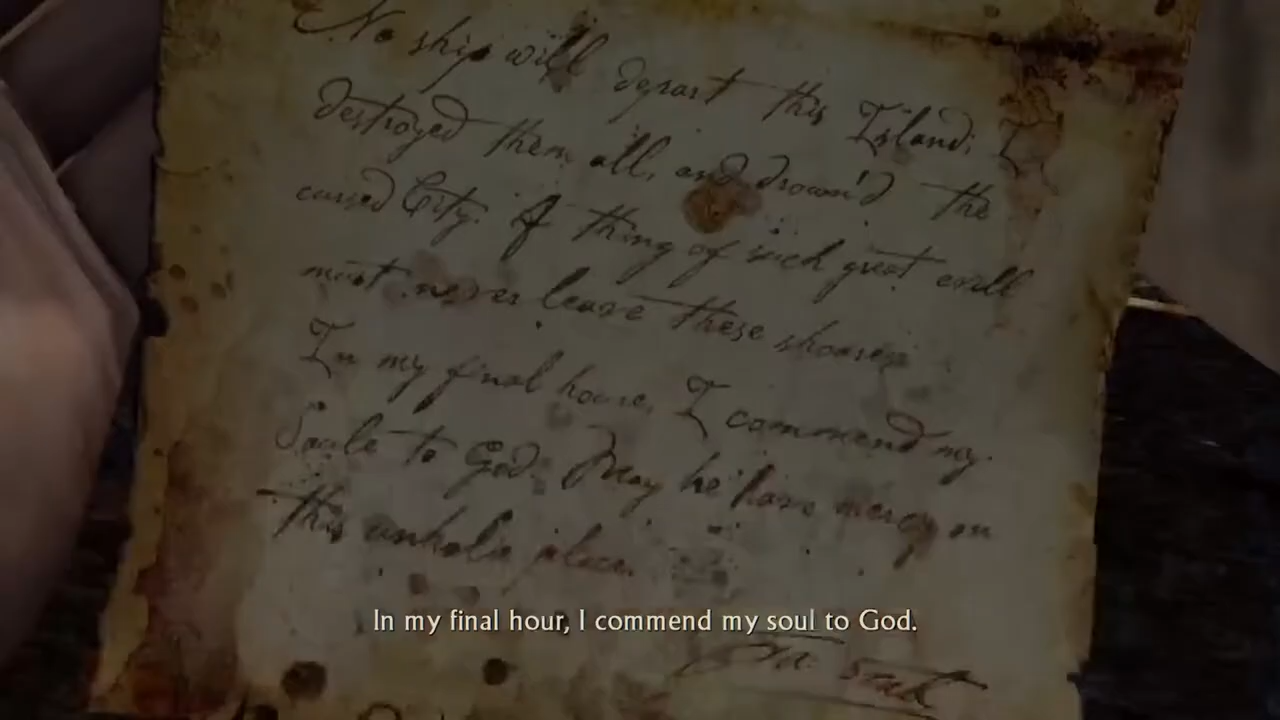 No ship will depart this Island; I
destroyed them all, and drown'd the
cursed City. A thing of such great evill
must never leave these shoares.
In my final houre, I commend my
Soule to God. May he have mercy on
this unholie place.
In my final hour, I commend my soul to God.